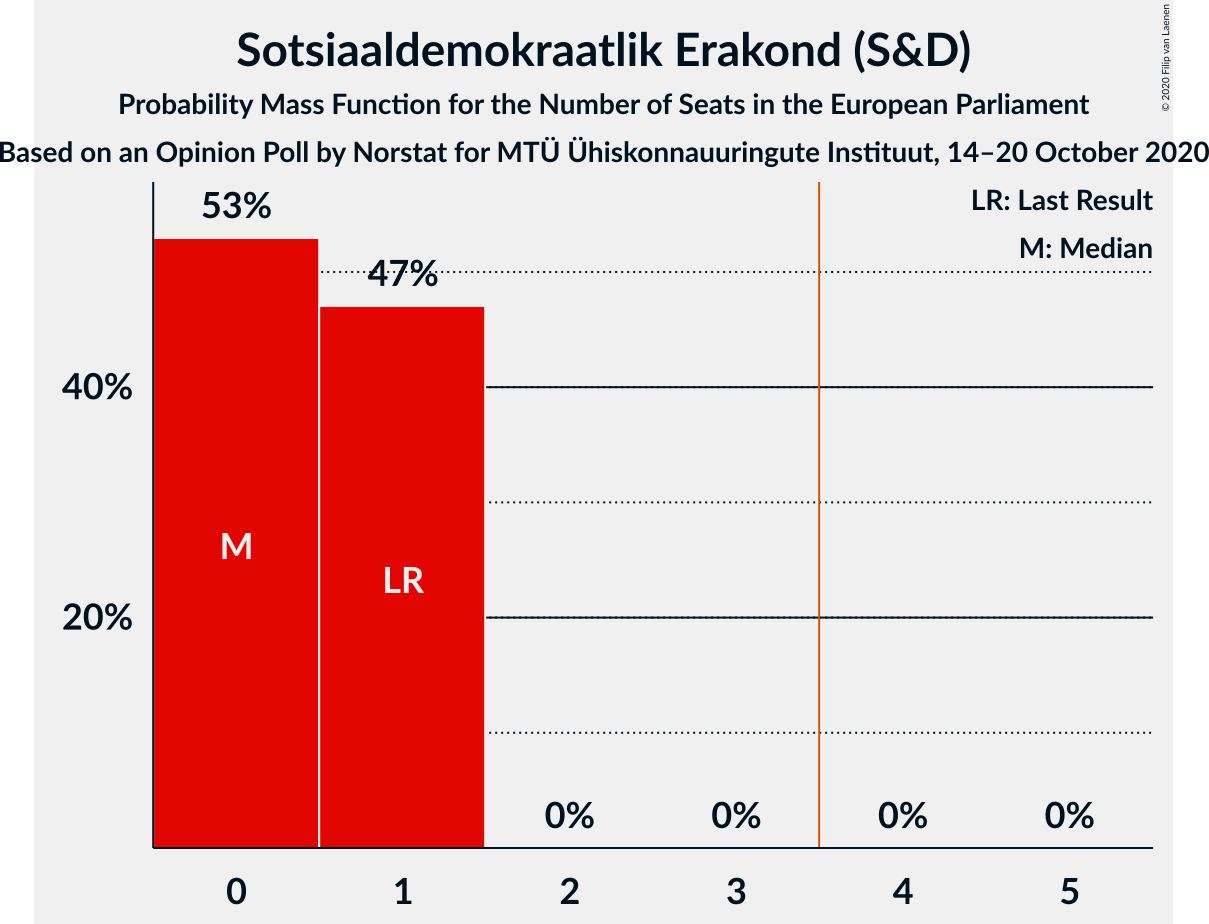 Sotsiaaldemokraatlik Erakond (S&D)
Probability Mass Function for the Number of Seats in the European Parliament
Based on an Opinion Poll by Norstat for MTÜ Ühiskonnauuringute Instituut, 14–20 October 2020
© 2020 Filip van Laenen
LR: Last Result
M: Median
53%
47%
40%
20%
M
LR
0%
0%
0%
0%
0
1
2
3
4
5